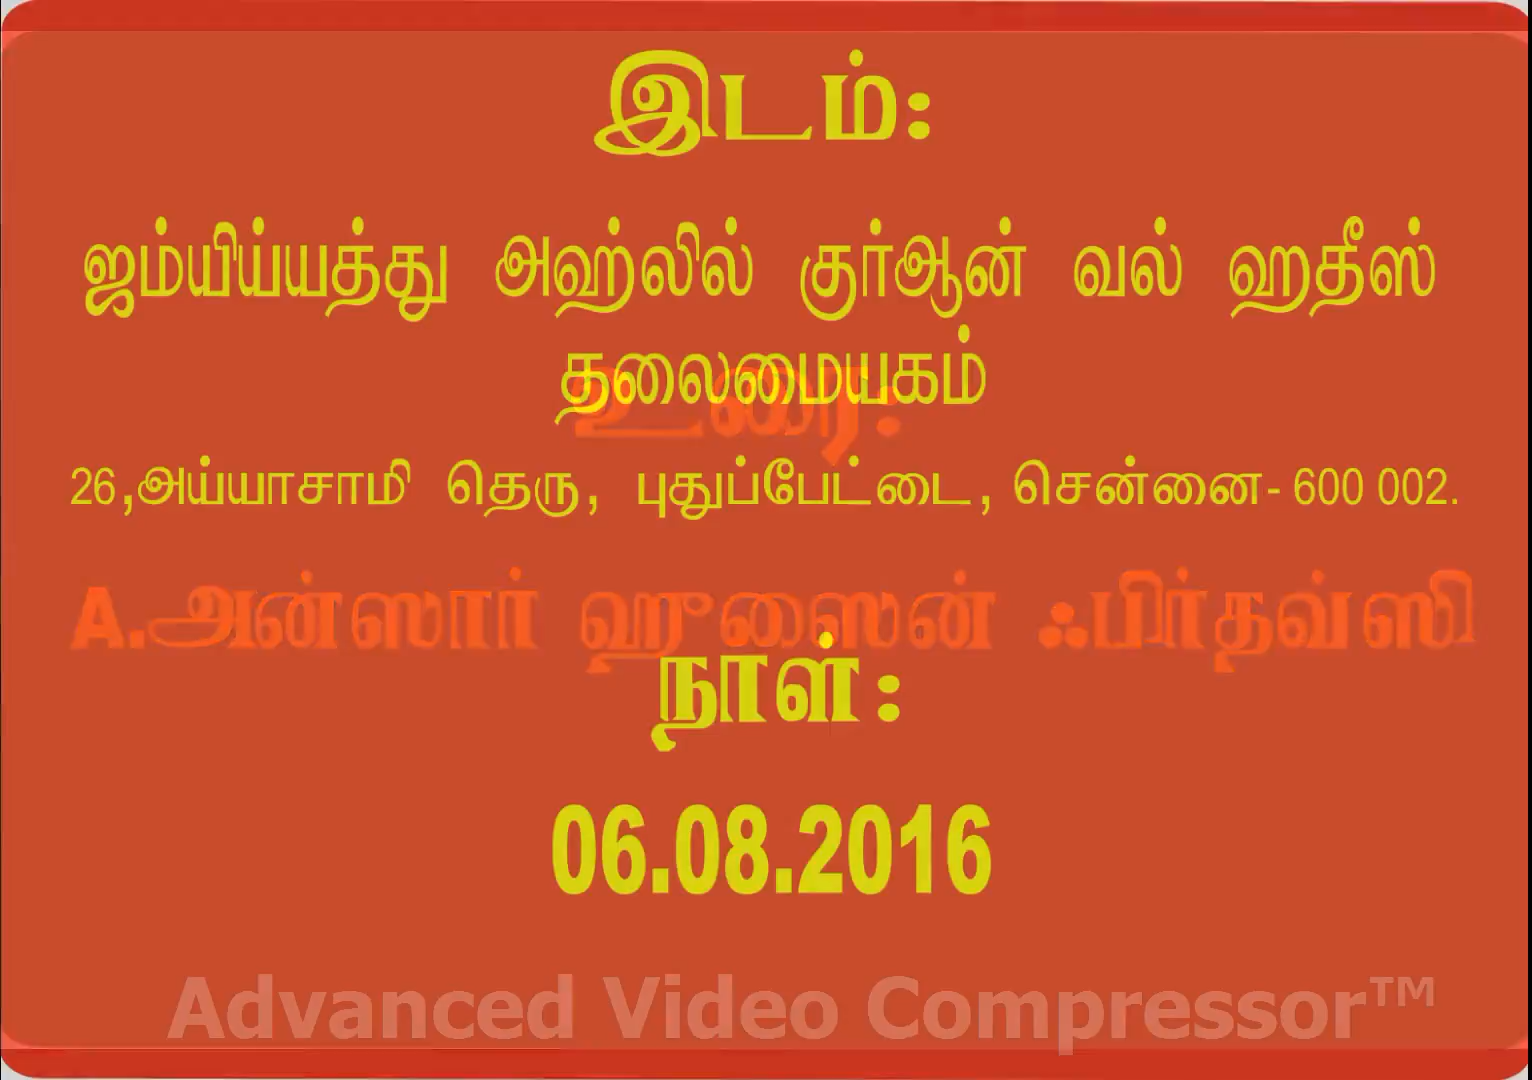 இடம்:
ஜம்யிய்யத்து அஹ்லில் குர்ஆன் வல் ஹதீஸ்
தலைமையகம்
உரை:
26,அய்யாசாமி தெரு, புதுப்பேட்டை, சென்னை- 600 002.
A.அன்ஸார் ஹுஸைன் ஃபிர்தவ்ஸி
நாள்:
06.08.2016
Advanced Video Compressor™